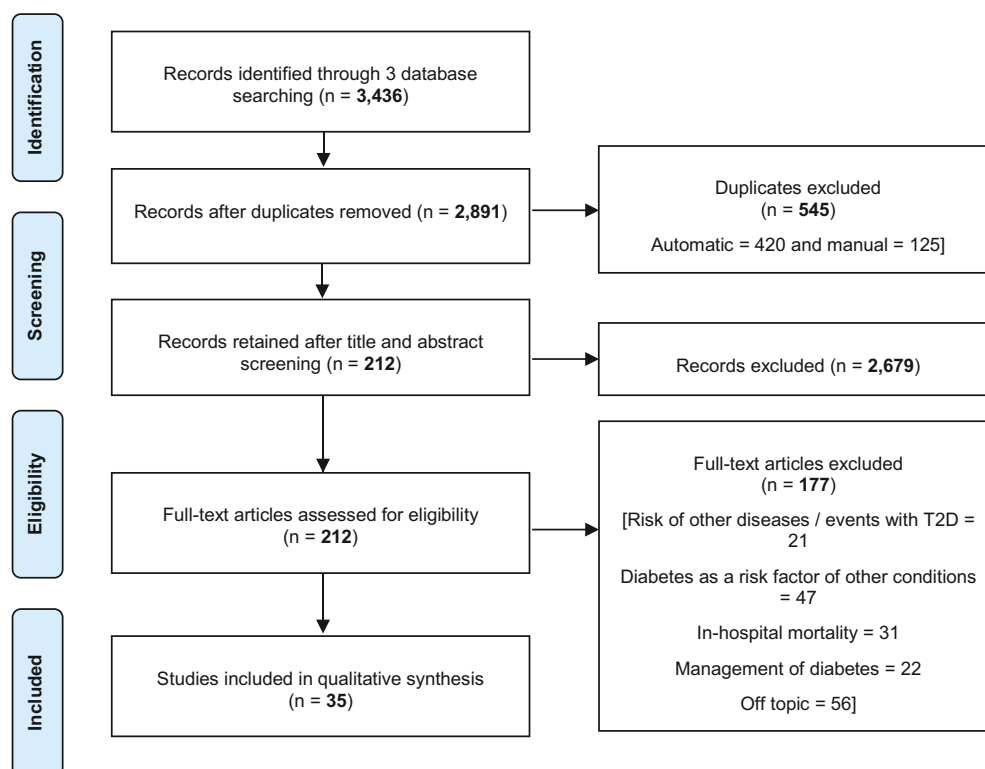 Identification
Records identified through 3 database
searching (n = 3,436)
Records after duplicates removed (n = 2,891)
Duplicates excluded
(n = 545)
Automatic = 420 and manual = 125]
Screening
Records retained after title and abstract
screening (n = 212)
Records excluded (n = 2,679)
Eligibility
Full-text articles assessed for eligibility
(n = 212)
Full-text articles excluded
(n = 177)
[Risk of other diseases / events with T2D =
21
Diabetes as a risk factor of other conditions
= 47
In-hospital mortality = 31
Management of diabetes = 22
Off topic = 56]
Included
Studies included in qualitative synthesis
(n = 35)